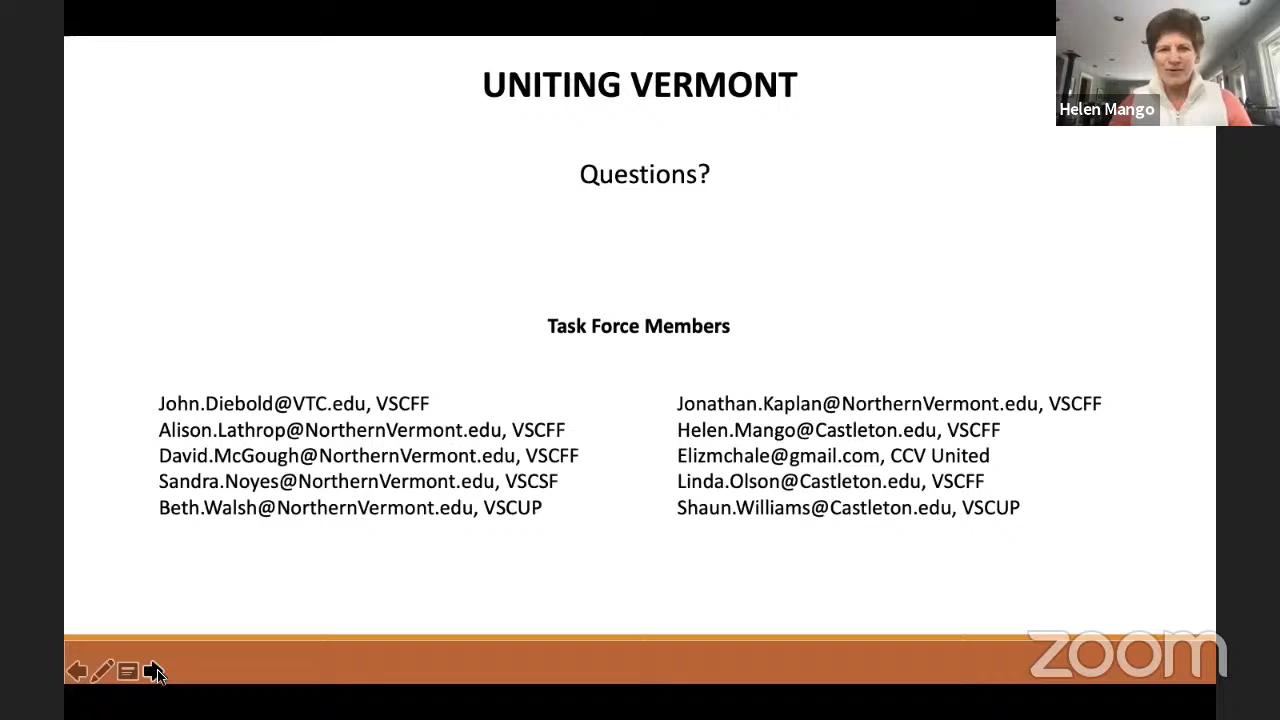 UNITING VERMONT
Helen Mango
Questions?
Task Force Members
John.Diebold@VTC.edu, VSCFF
Alison.Lathrop@NorthernVermont.edu, VSCFF
David.McGough@NorthernVermont.edu, VSCFF
Sandra.Noyes@NorthernVermont.edu, VSCSF
Beth.Walsh@NorthernVermont.edu, VSCUP
Jonathan.Kaplan@NorthernVermont.edu, VSCFF
Helen.Mango@Castleton.edu, VSCFF
Elizmchale@gmail.com, CCV United
Linda.Olson@Castleton.edu, VSCFF
Shaun.Williams@Castleton.edu, VSCUP
zoom